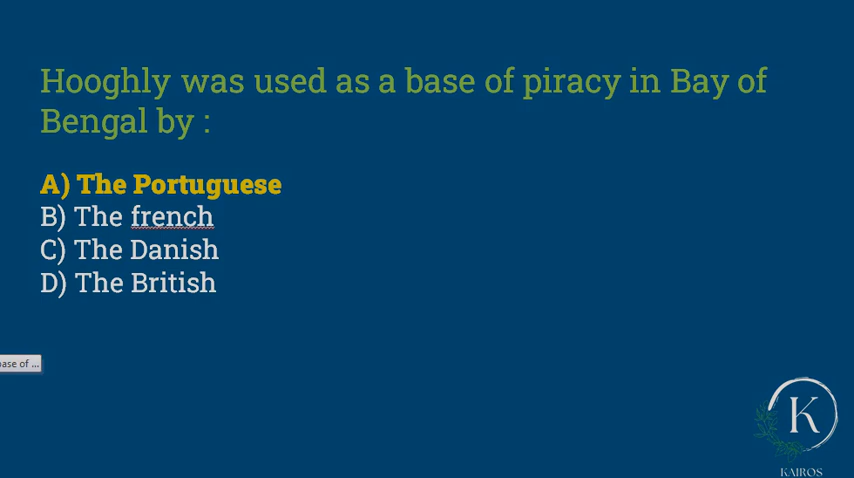 Hooghly was used as a base of piracy in Bay of
Bengal by :
A) The Portuguese
B) The french
C) The Danish
D) The British
base of ...
K
KAIROS